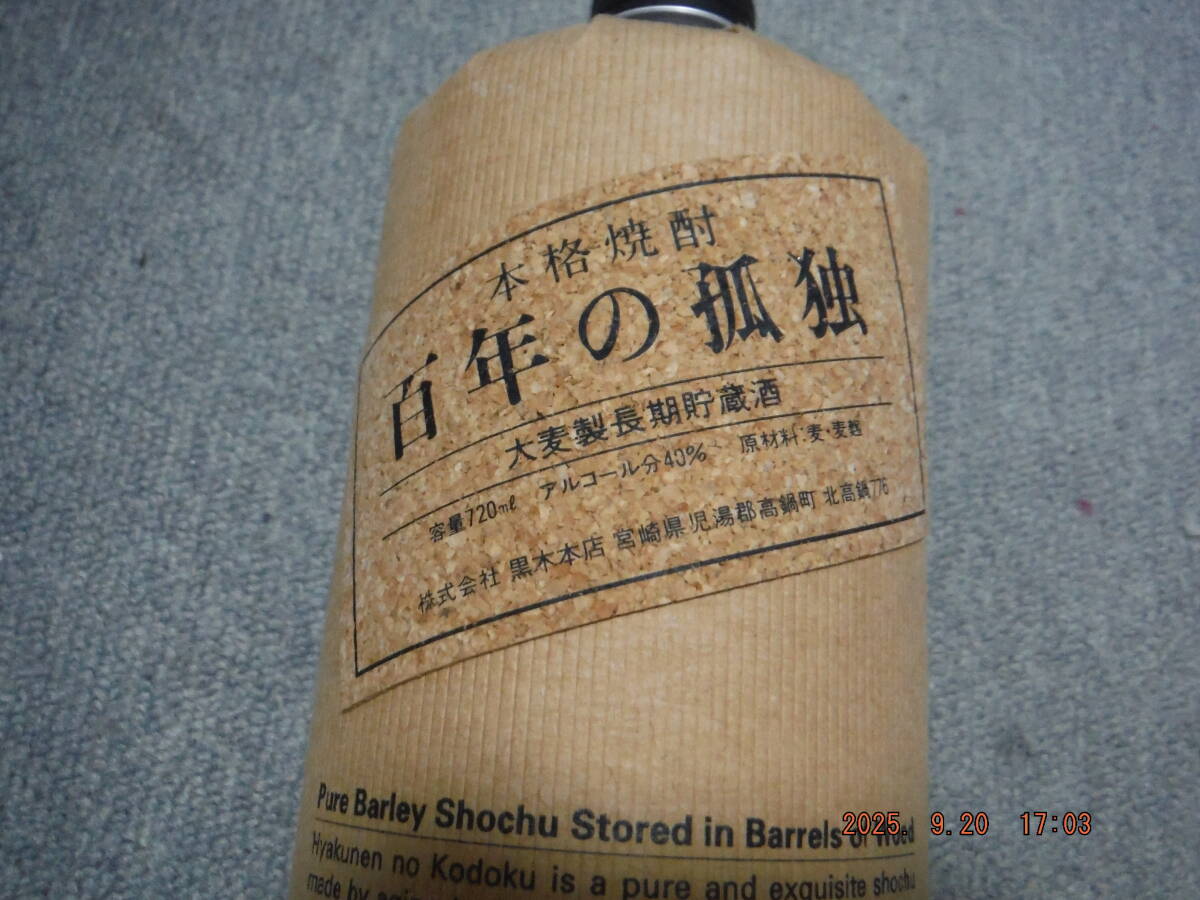 本格焼酎
百年の孤独
大麦製長期貯蔵酒
容量720㎖ アルコール分40% 原材料:麦・麦麹
株式会社 黒木本店 宮崎県児湯郡高鍋町 北高鍋776
Pure Barley Shochu Stored in Barrels of Wood
Hyakunen no Kodoku is a pure and exquisite shochu
made by
2025. 9.20 17:03